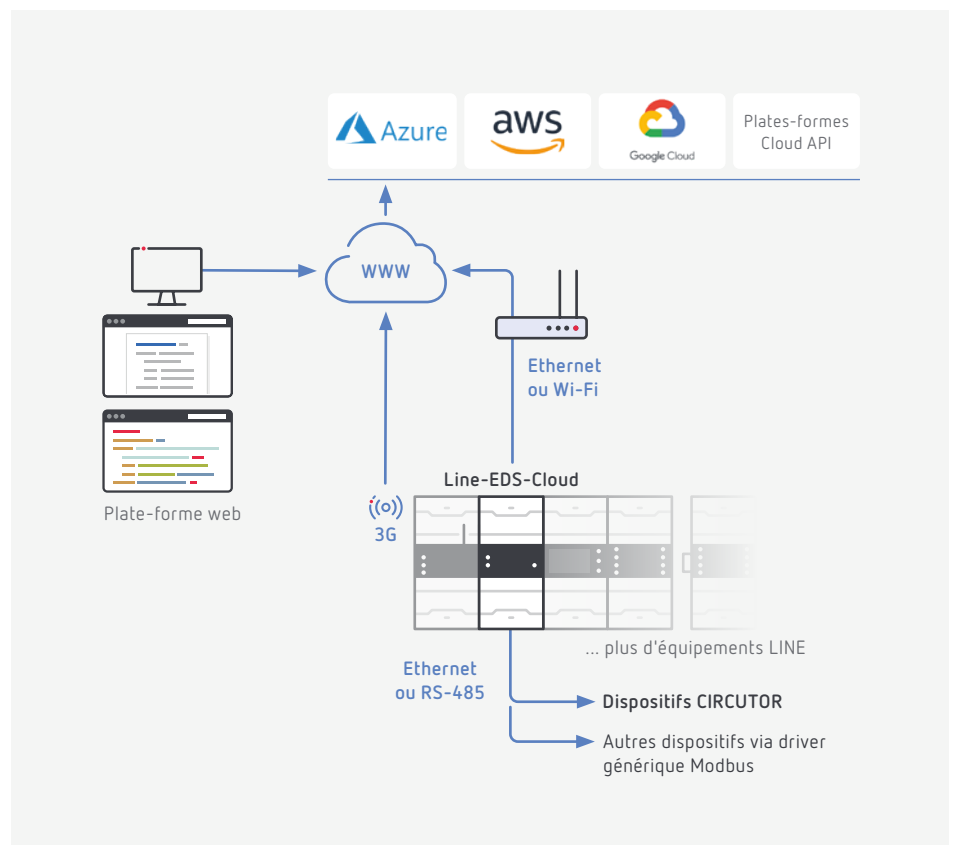 Azure
aws
Google Cloud
Plates-formes
Cloud API
WWW
Ethernet
ou Wi-Fi
Line-EDS-Cloud
Plate-forme web
3G
... plus d'équipements LINE
Ethernet
ou RS-485
Dispositifs CIRCUTOR
Autres dispositifs via driver
générique Modbus